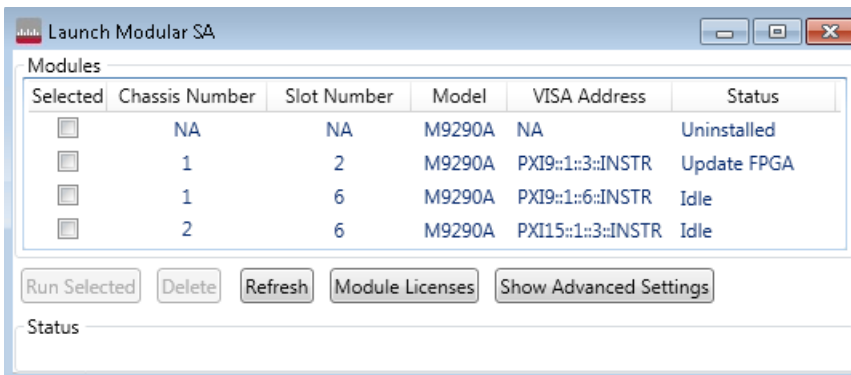 Launch Modular SA
Modules
Selected Chassis Number Slot Number Model VISA Address Status
NA NA M9290A NA Uninstalled
1 2 M9290A PXI9::1::3::INSTR Update FPGA
1 6 M9290A PXI9::1::6::INSTR Idle
2 6 M9290A PXI15::1::3::INSTR Idle
Run Selected Delete Refresh Module Licenses Show Advanced Settings
Status